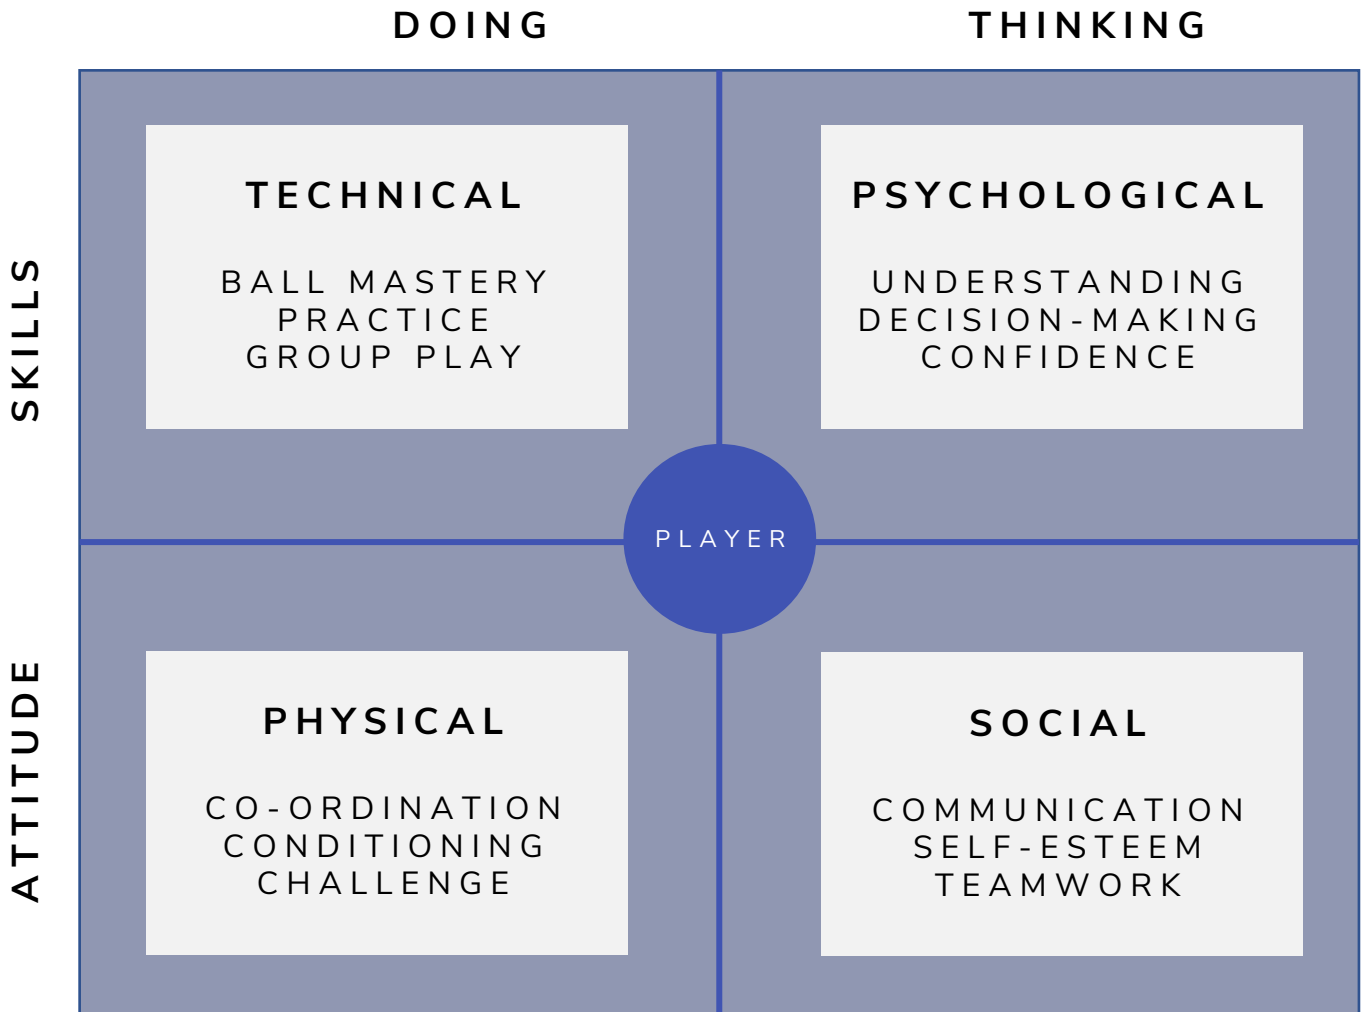 DOING
THINKING
SKILLS
TECHNICAL
BALL MASTERY
PRACTICE
GROUP PLAY
PSYCHOLOGICAL
UNDERSTANDING
DECISION-MAKING
CONFIDENCE
PLAYER
ATTITUDE
PHYSICAL
CO-ORDINATION
CONDITIONING
CHALLENGE
SOCIAL
COMMUNICATION
SELF-ESTEEM
TEAMWORK